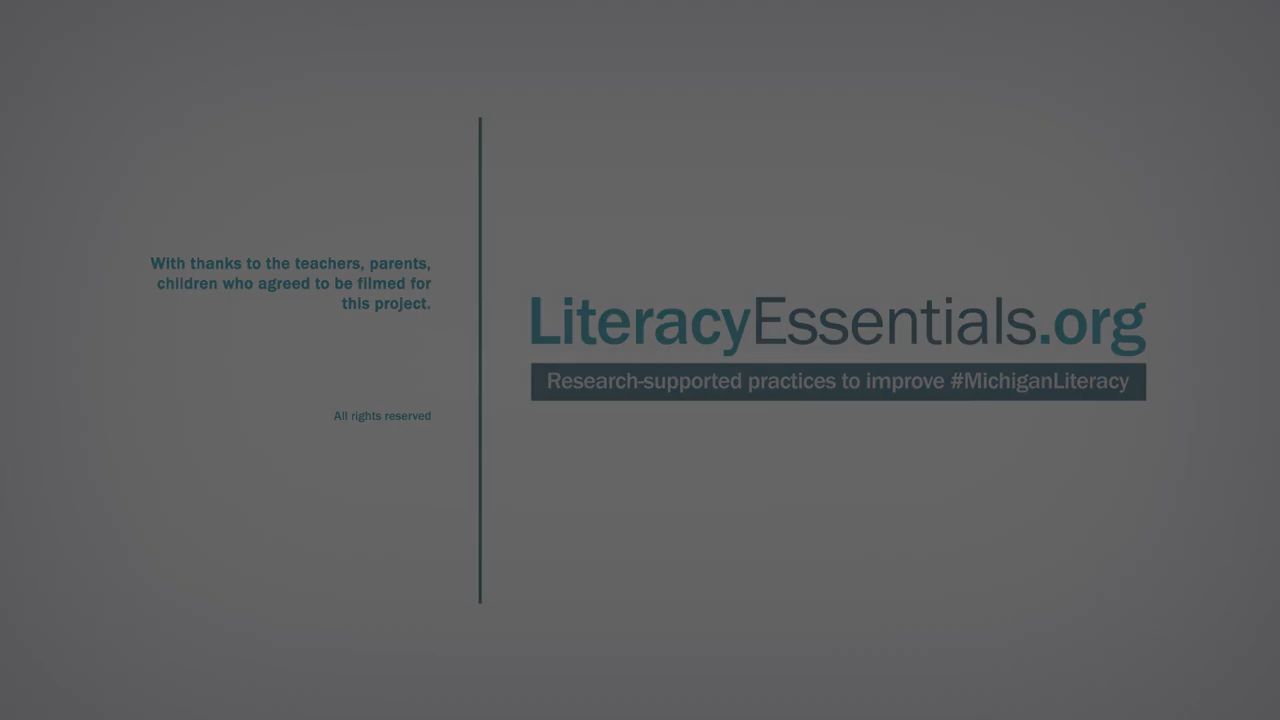 With thanks to the teachers, parents,
children who agreed to be filmed for
this project.
All rights reserved
LiteracyEssentials.org
Research-supported practices to improve #MichiganLiteracy